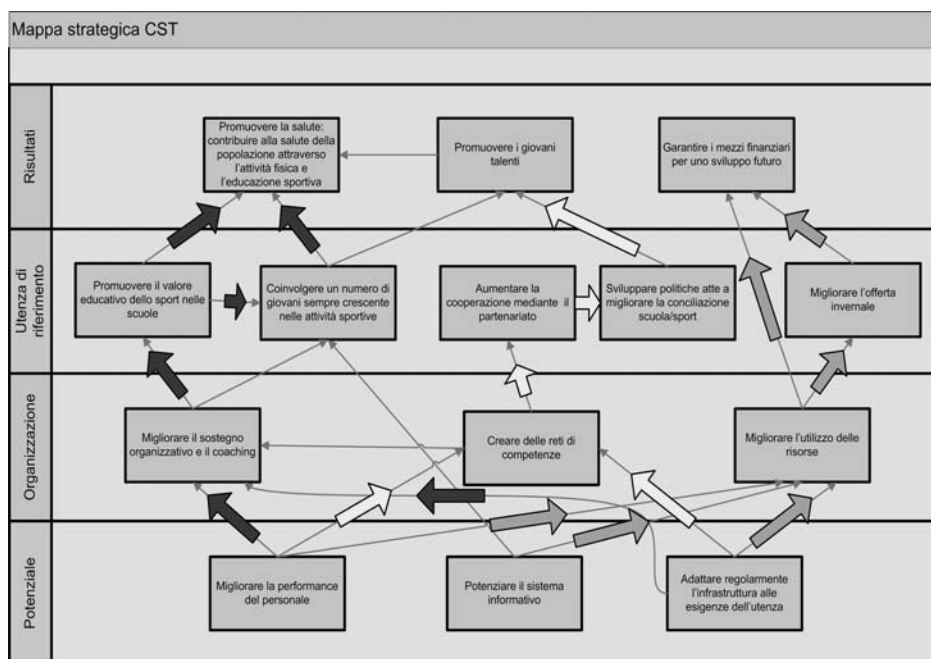 Mappa strategica CST
Risultati
Promuovere la salute:
contribuire alla salute della
popolazione attraverso
l'attività fisica e
l'educazione sportiva
Promuovere i giovani
talenti
Garantire i mezzi finanziari
per uno sviluppo futuro
Utenza di
riferimento
Promuovere il valore
educativo dello sport nelle
scuole
Coinvolgere un numero di
giovani sempre crescente
nelle attività sportive
Aumentare la
cooperazione mediante il
partenariato
Sviluppare politiche atte a
migliorare la conciliazione
scuola/sport
Migliorare l'offerta
invernale
Organizzazione
Migliorare il sostegno
organizzativo e il coaching
Creare delle reti di
competenze
Migliorare l'utilizzo delle
risorse
Potenziale
Migliorare la performance
del personale
Potenziare il sistema
informativo
Adattare regolarmente
l'infrastruttura alle
esigenze dell'utenza